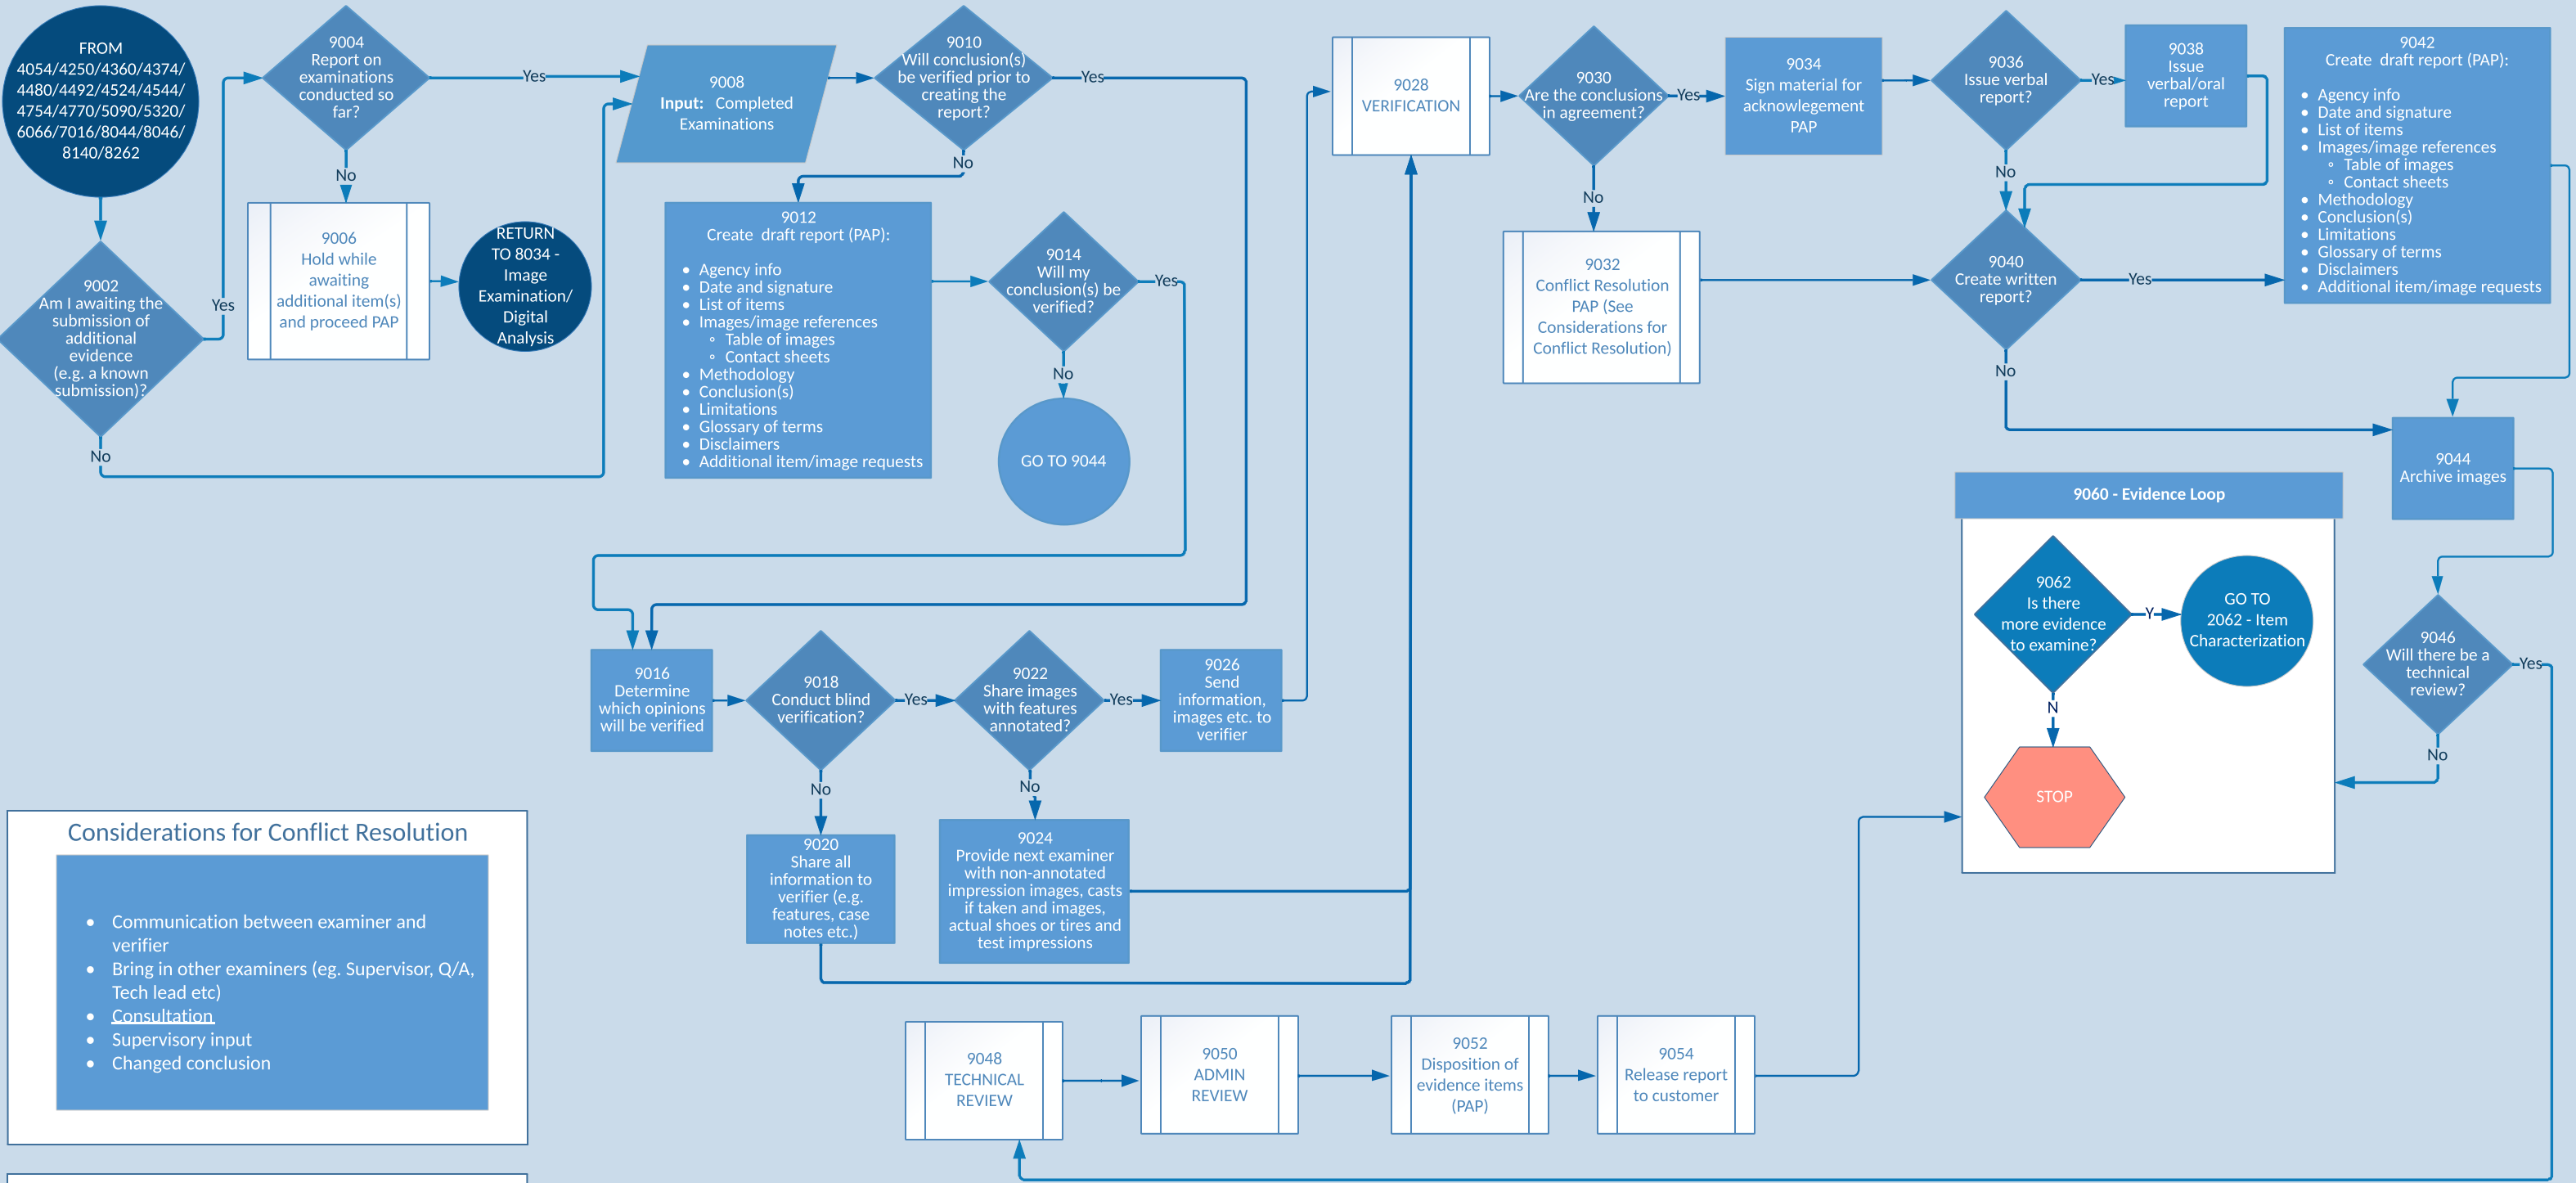 FROM
4054/4250/4360/4374/
4480/4492/4524/4544/
4754/4770/5090/5320/
6066/7016/8044/8046/
8140/8262
9002
Am I awaiting the
submission of
additional
evidence
(e.g. a known
submission)?
Yes
No
9004
Report on
examinations
conducted so
far?
Yes
No
9006
Hold while
awaiting
additional item(s)
and proceed PAP
RETURN
TO 8034 -
Image
Examination/
Digital
Analysis
9008
Input: Completed
Examinations
9010
Will conclusion(s)
be verified prior to
creating the
report?
Yes
No
9012
Create draft report (PAP):
• Agency info
• Date and signature
• List of items
• Images/image references
◦ Table of images
◦ Contact sheets
• Methodology
• Conclusion(s)
• Limitations
• Glossary of terms
• Disclaimers
• Additional item/image requests
9014
Will my
conclusion(s) be
verified?
Yes
No
GO TO 9044
9016
Determine
which opinions
will be verified
9018
Conduct blind
verification?
Yes
No
9020
Share all
information to
verifier (e.g.
features, case
notes etc.)
9022
Share images
with features
annotated?
Yes
No
9024
Provide next examiner
with non-annotated
impression images, casts
if taken and images,
actual shoes or tires and
test impressions
9026
Send
information,
images etc. to
verifier
9028
VERIFICATION
9030
Are the conclusions
in agreement?
Yes
No
9032
Conflict Resolution
PAP (See
Considerations for
Conflict Resolution)
9034
Sign material for
acknowlegement
PAP
9036
Issue verbal
report?
Yes
No
9038
Issue
verbal/oral
report
9040
Create written
report?
Yes
No
9042
Create draft report (PAP):
• Agency info
• Date and signature
• List of items
• Images/image references
◦ Table of images
◦ Contact sheets
• Methodology
• Conclusion(s)
• Limitations
• Glossary of terms
• Disclaimers
• Additional item/image requests
9044
Archive images
9046
Will there be a
technical
review?
Yes
No
9060 - Evidence Loop
9062
Is there
more evidence
to examine?
Y
N
GO TO
2062 - Item
Characterization
STOP
9048
TECHNICAL
REVIEW
9050
ADMIN
REVIEW
9052
Disposition of
evidence items
(PAP)
9054
Release report
to customer
Considerations for Conflict Resolution
• Communication between examiner and
verifier
• Bring in other examiners (eg. Supervisor, Q/A,
Tech lead etc)
• Consultation
• Supervisory input
• Changed conclusion